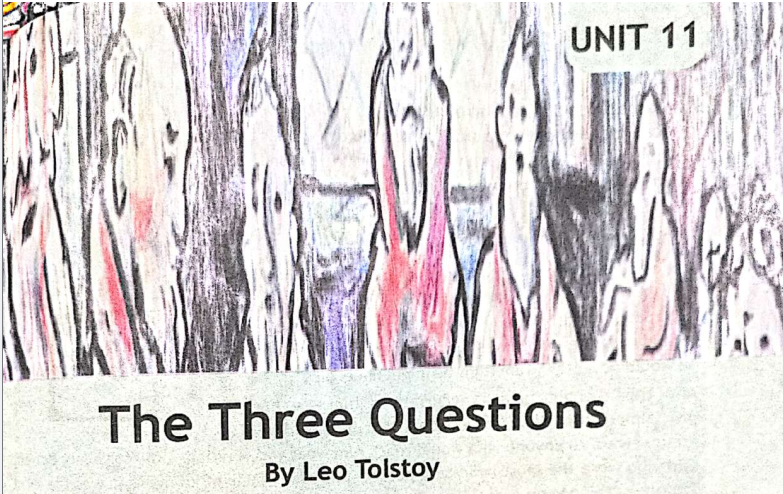 UNIT 11
The Three Questions
By Leo Tolstoy